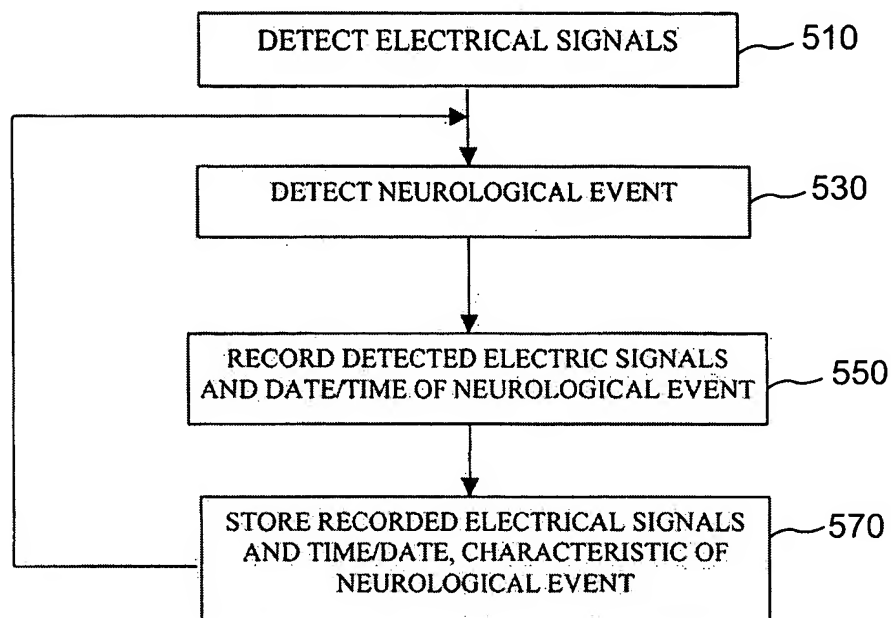 DETECT ELECTRICAL SIGNALS
510
DETECT NEUROLOGICAL EVENT
530
RECORD DETECTED ELECTRIC SIGNALS
AND DATE/TIME OF NEUROLOGICAL EVENT
550
STORE RECORDED ELECTRICAL SIGNALS
AND TIME/DATE, CHARACTERISTIC OF
NEUROLOGICAL EVENT
570